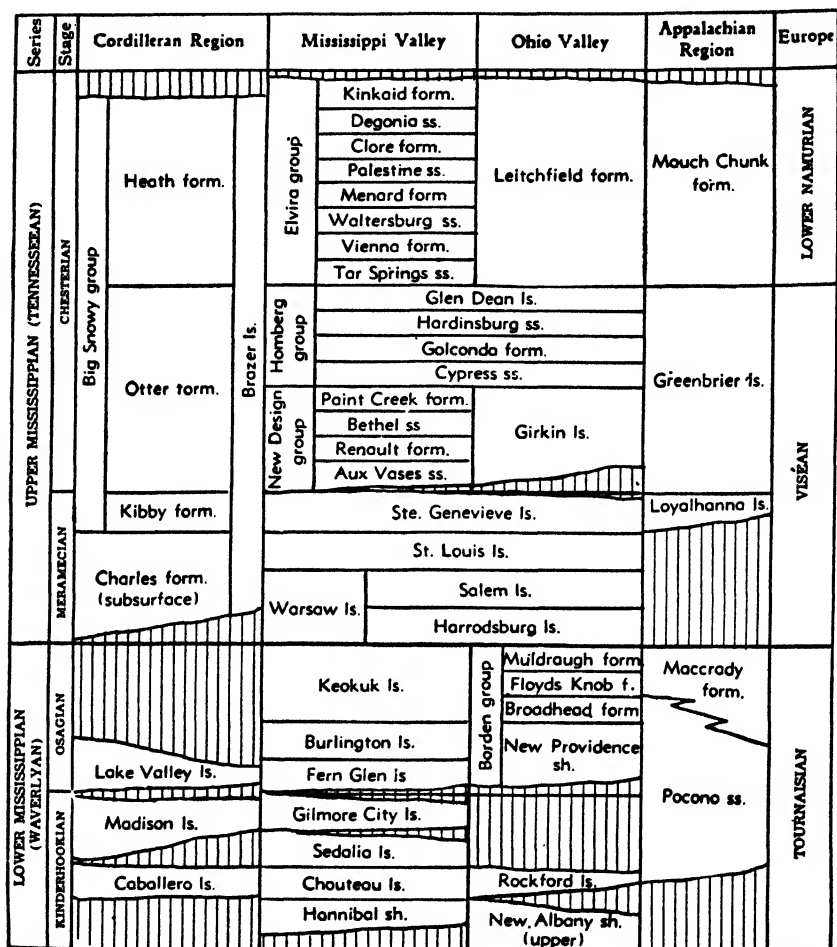 Series
Stage
Cordilleran Region
Mississippi Valley
Ohio Valley
Appalachian
Region
Europe
UPPER MISSISSIPPIAN (TENNESSEEAN)
CHESTERIAN
Big Snowy group
Heath form.
Otter torm.
Brazer ls.
Elvira group
Kinkaid form.
Degonia ss.
Clore form.
Palestine ss.
Menard form
Waltersburg ss.
Vienna form.
Tar Springs ss.
Leitchfield form.
Mauch Chunk
form.
LOWER NAMURIAN
Homberg
group
Glen Dean ls.
Hardinsburg ss.
Golconda form.
Cypress ss.
New Design
group
Paint Creek form.
Bethel ss
Renault form.
Aux Vases ss.
Girkin ls.
Greenbrier ls.
VISÉAN
MERAMECIAN
Kibby form.
Charles form.
(subsurface)
Ste. Genevieve ls.
St. Louis ls.
Warsaw ls.
Salem ls.
Harrodsburg ls.
Loyalhanna ls.
LOWER MISSISSIPPIAN
(WAVERLYAN)
OSAGIAN
Lake Valley ls.
Keokuk ls.
Burlington ls.
Fern Glen is
Borden group
Muldraugh form
Floyds Knob f.
Broadhead form
New Providence
sh.
Maccrady
form.
Pocono ss.
TOURNAISIAN
KINDERHOOKIAN
Madison ls.
Caballero ls.
Gilmore City ls.
Sedalia ls.
Chouteau ls.
Hannibal sh.
Rockford ls.
New. Albany sh.
(upper)